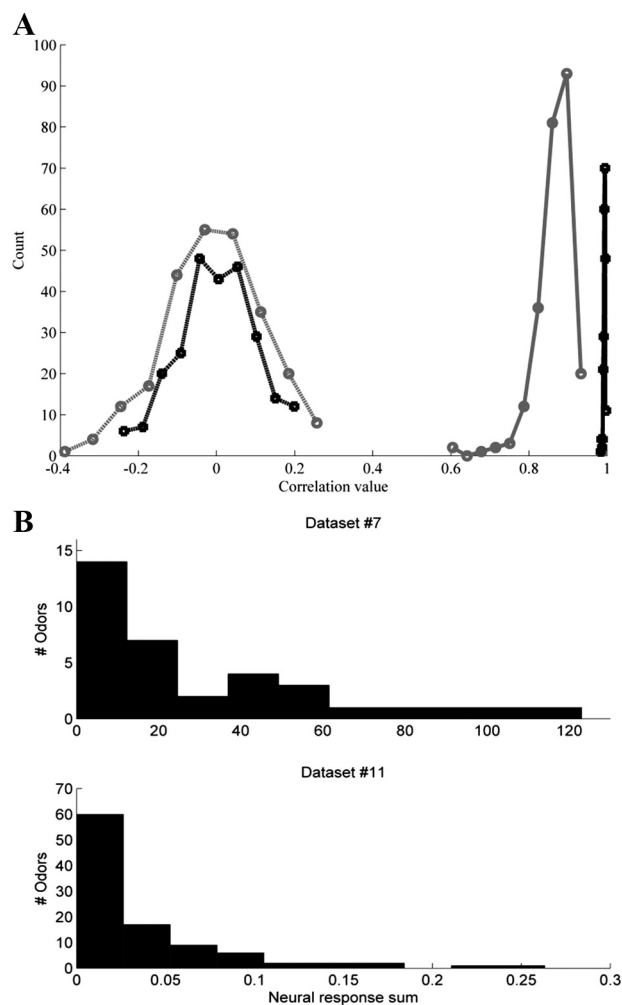 A
100
90
80
70
60
50
40
30
20
10
0
Count
-0.4 -0.2 0 0.2 0.4 0.6 0.8 1
Correlation value
B
Dataset #7
15
10
5
0
# Odors
0 20 40 60 80 100 120
Dataset #11
70
60
50
40
30
20
10
0
# Odors
0 0.05 0.1 0.15 0.2 0.25 0.3
Neural response sum